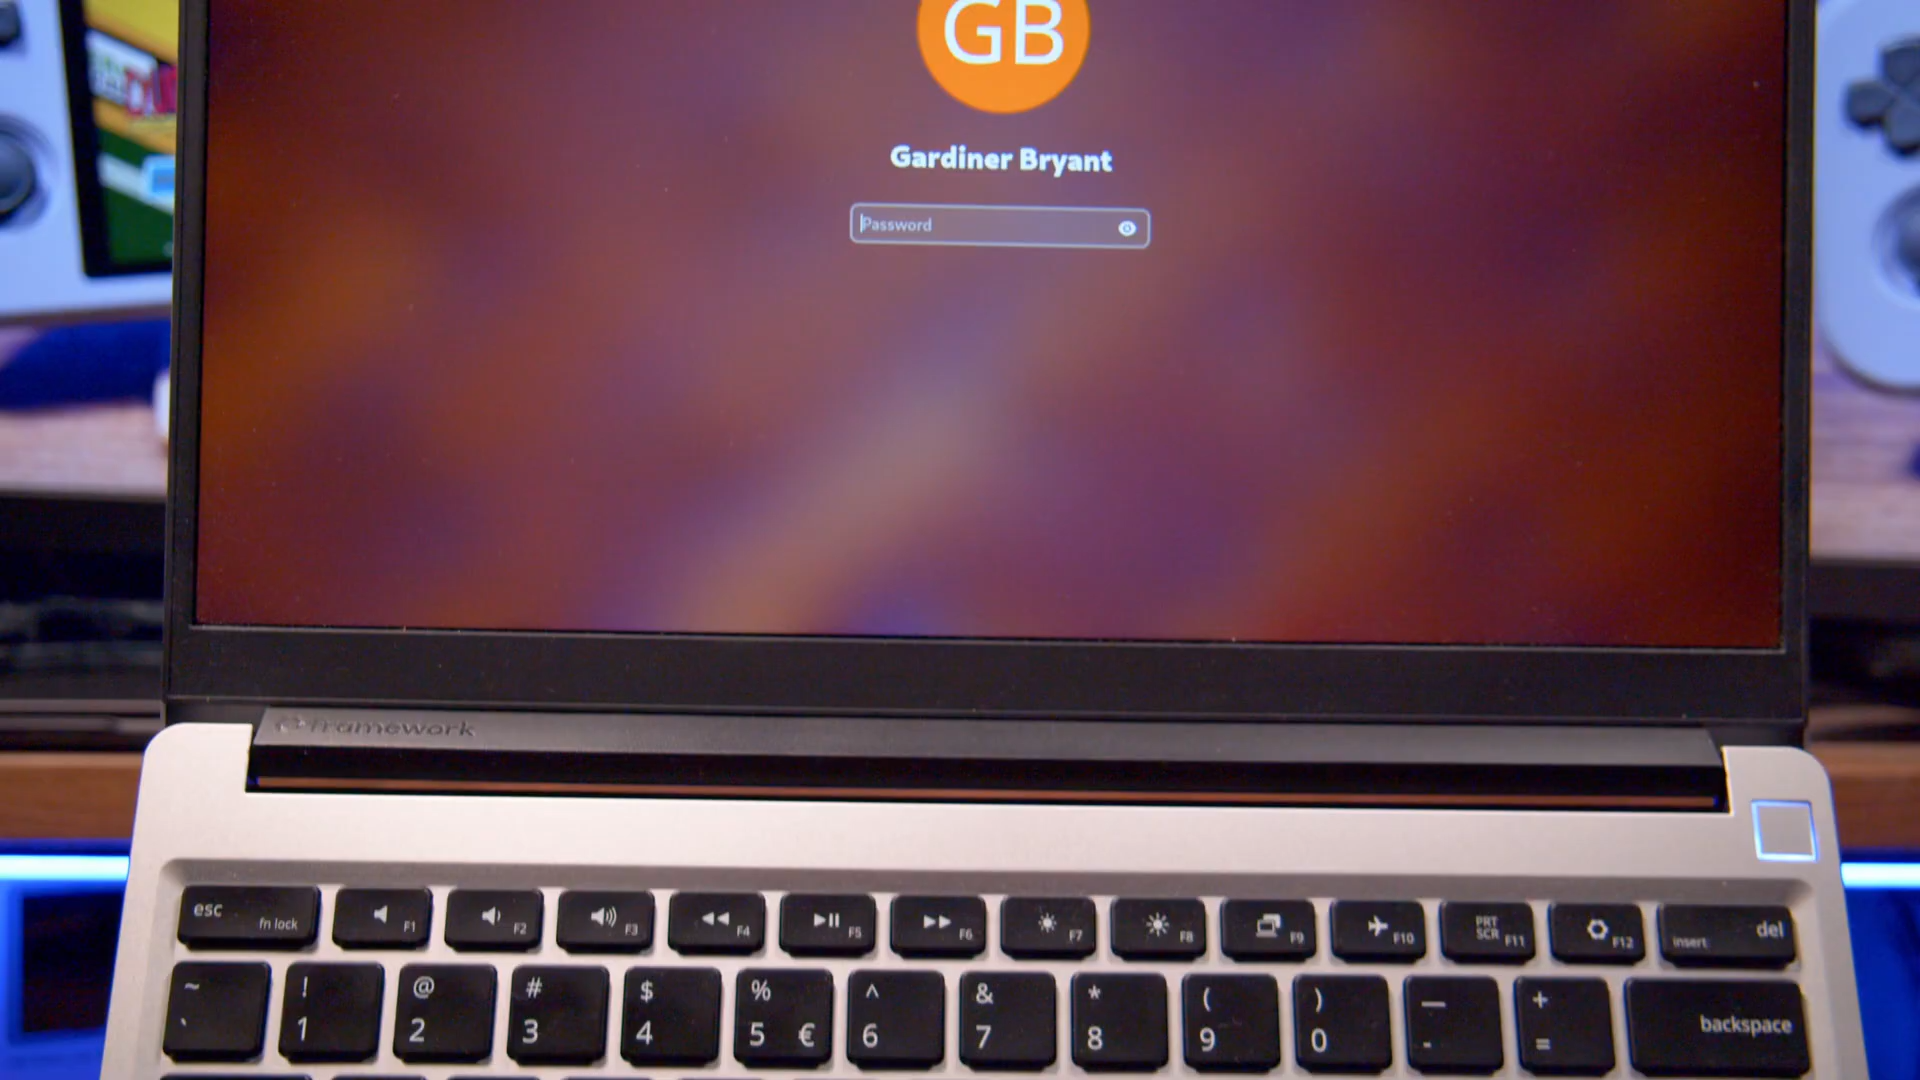 GB
Gardiner Bryant
Password
framework
esc fn lock F1 F2 F3 F4 F5 F6 F7 F8 F9 F10 PRT SCR F11 F12 insert del
~ ! @ # $ % ^ & * ( ) — +
` 1 2 3 4 5 € 6 7 8 9 0 - = backspace